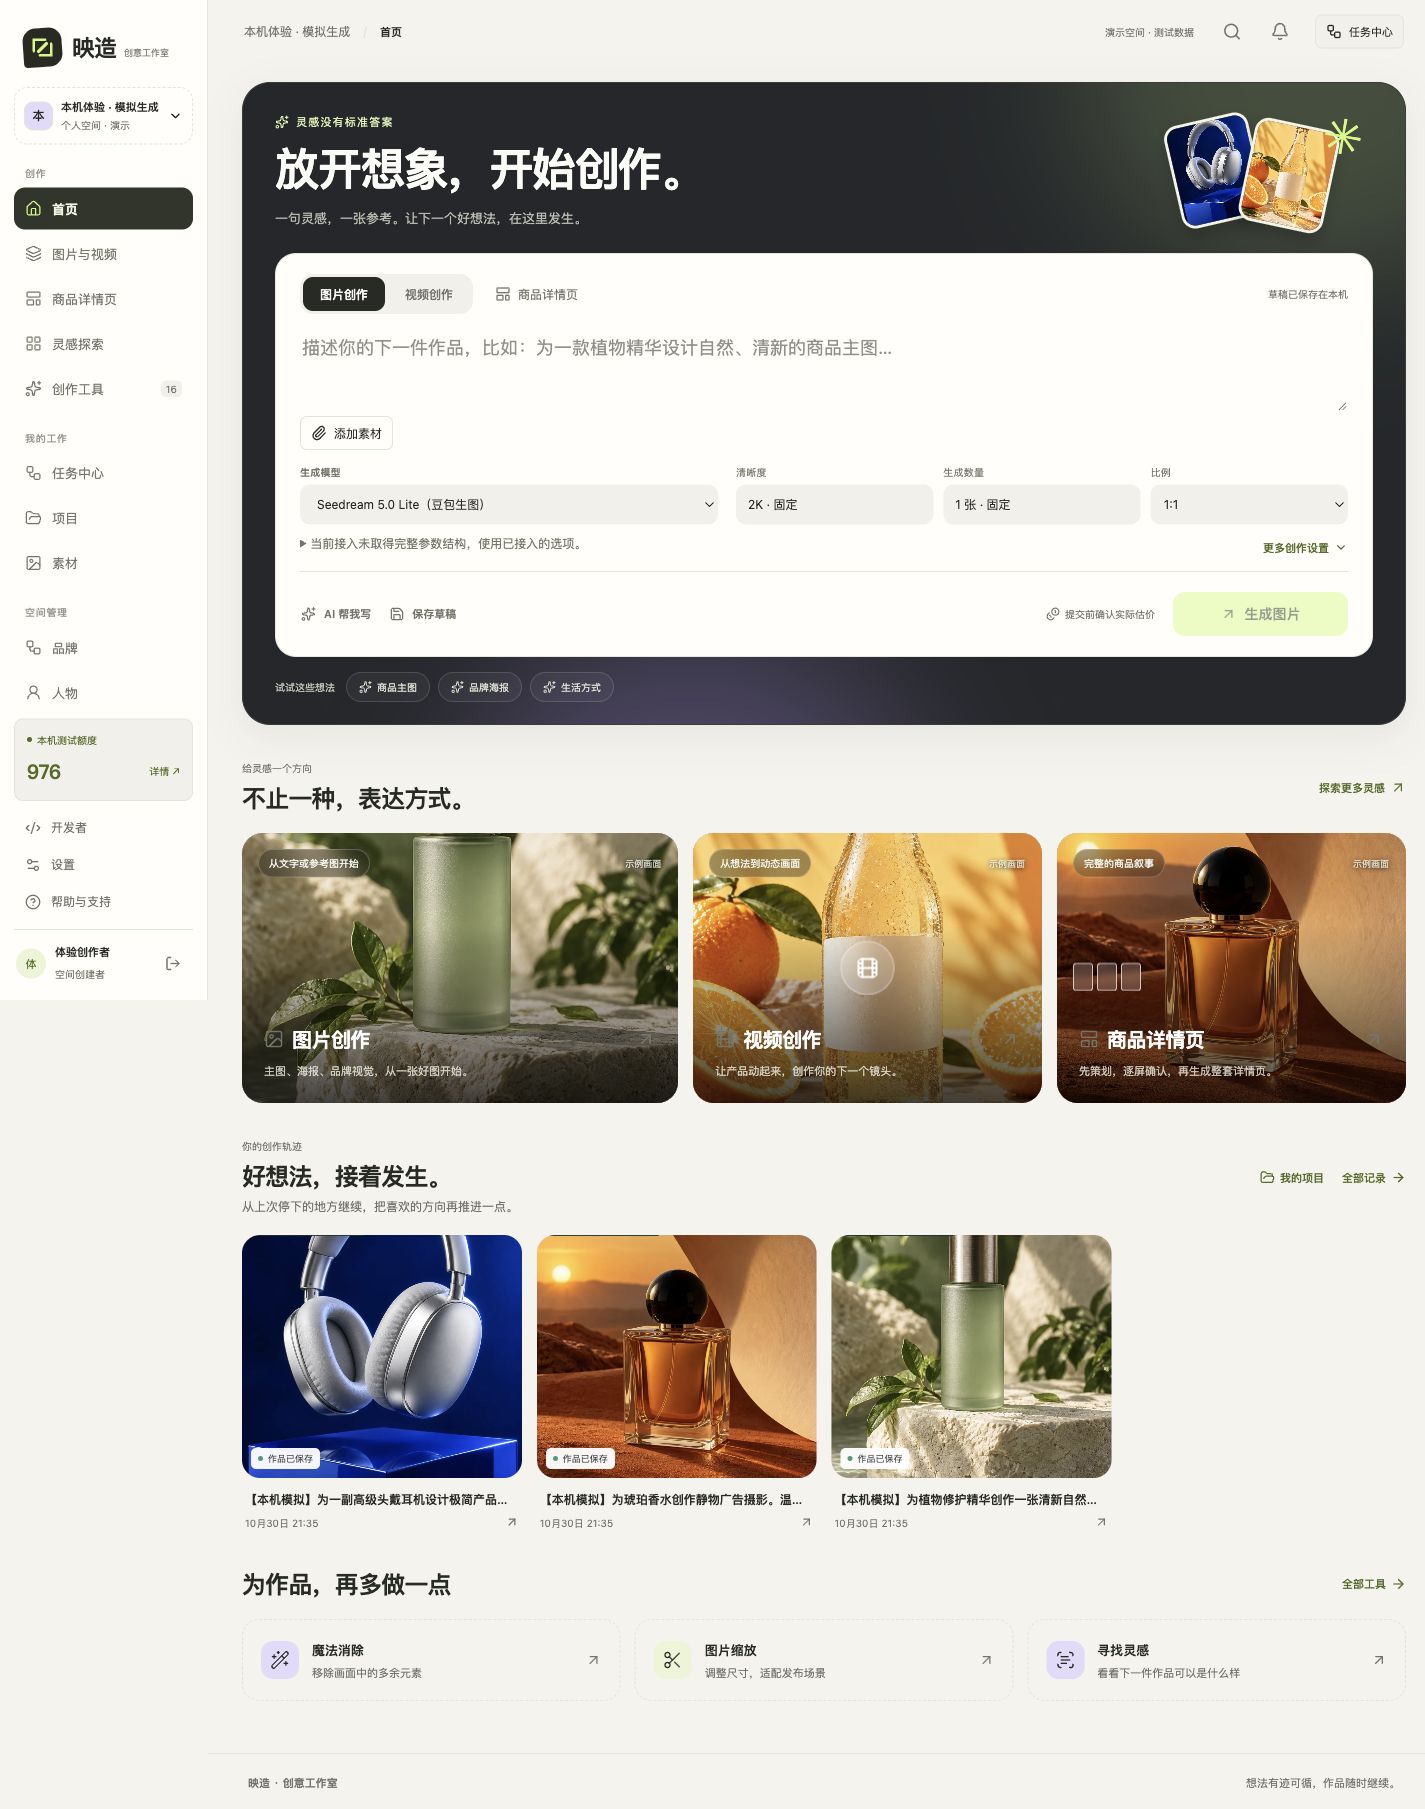 映造 创意工作室
本
本机体验 · 模拟生成
个人空间 · 演示
创作
首页
图片与视频
商品详情页
灵感探索
创作工具 16
我的工作
任务中心
项目
素材
空间管理
品牌
人物
本机测试额度
976 详情
开发者
设置
帮助与支持
体
体验创作者
空间创建者
本机体验 · 模拟生成 / 首页
演示空间 · 测试数据
任务中心
灵感没有标准答案
放开想象，开始创作。
一句灵感，一张参考。让下一个好想法，在这里发生。
图片创作 视频创作 商品详情页 草稿已保存在本机
描述你的下一件作品，比如：为一款植物精华设计自然、清新的商品主图...
添加素材
生成模型 清晰度 生成数量 比例
Seedream 5.0 Lite（豆包生图） 2K · 固定 1 张 · 固定 1:1
当前接入未取得完整参数结构，使用已接入的选项。
更多创作设置
AI 帮我写 保存草稿 提交前确认实际估价 生成图片
试试这些想法 商品主图 品牌海报 生活方式
给灵感一个方向
不止一种，表达方式。
探索更多灵感
从文字或参考图开始 示例画面
图片创作
主图、海报、品牌视觉，从一张好图开始。
从想法到动态画面 示例画面
视频创作
让产品动起来，创作你的下一个镜头。
完整的商品叙事 示例画面
商品详情页
先策划，逐屏确认，再生成整套详情页。
你的创作轨迹
好想法，接着发生。
从上次停下的地方继续，把喜欢的方向再推进一点。
我的项目 全部记录
作品已保存
【本机模拟】为一副高级头戴耳机设计极简产品...
10月30日 21:35
作品已保存
【本机模拟】为琥珀香水创作静物广告摄影。温...
10月30日 21:35
作品已保存
【本机模拟】为植物修护精华创作一张清新自然...
10月30日 21:35
为作品，再多做一点
全部工具
魔法消除
移除画面中的多余元素
图片缩放
调整尺寸，适配发布场景
寻找灵感
看看下一件作品可以是什么样
映造 · 创意工作室
想法有迹可循，作品随时继续。